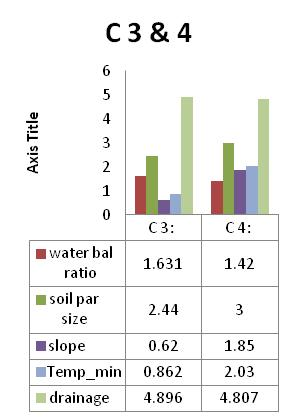 C 3 & 4
Axis Title
6
5
4
3
2
1
0
C 3: C 4:
water bal
ratio 1.631 1.42
soil par
size 2.44 3
slope 0.62 1.85
Temp_min 0.862 2.03
drainage 4.896 4.807